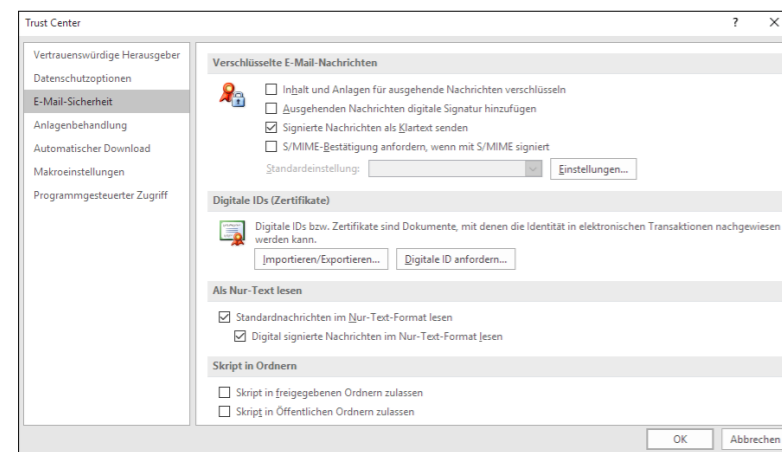 Trust Center
? ×
Vertrauenswürdige Herausgeber
Datenschutzoptionen
E-Mail-Sicherheit
Anlagenbehandlung
Automatischer Download
Makroeinstellungen
Programmgesteuerter Zugriff
Verschlüsselte E-Mail-Nachrichten
Inhalt und Anlagen für ausgehende Nachrichten verschlüsseln
Ausgehenden Nachrichten digitale Signatur hinzufügen
Signierte Nachrichten als Klartext senden
S/MIME-Bestätigung anfordern, wenn mit S/MIME signiert
Standardeinstellung: Einstellungen...
Digitale IDs (Zertifikate)
Digitale IDs bzw. Zertifikate sind Dokumente, mit denen die Identität in elektronischen Transaktionen nachgewiesen
werden kann.
Importieren/Exportieren... Digitale ID anfordern...
Als Nur-Text lesen
Standardnachrichten im Nur-Text-Format lesen
Digital signierte Nachrichten im Nur-Text-Format lesen
Skript in Ordnern
Skript in freigegebenen Ordnern zulassen
Skript in Öffentlichen Ordnern zulassen
OK Abbrechen